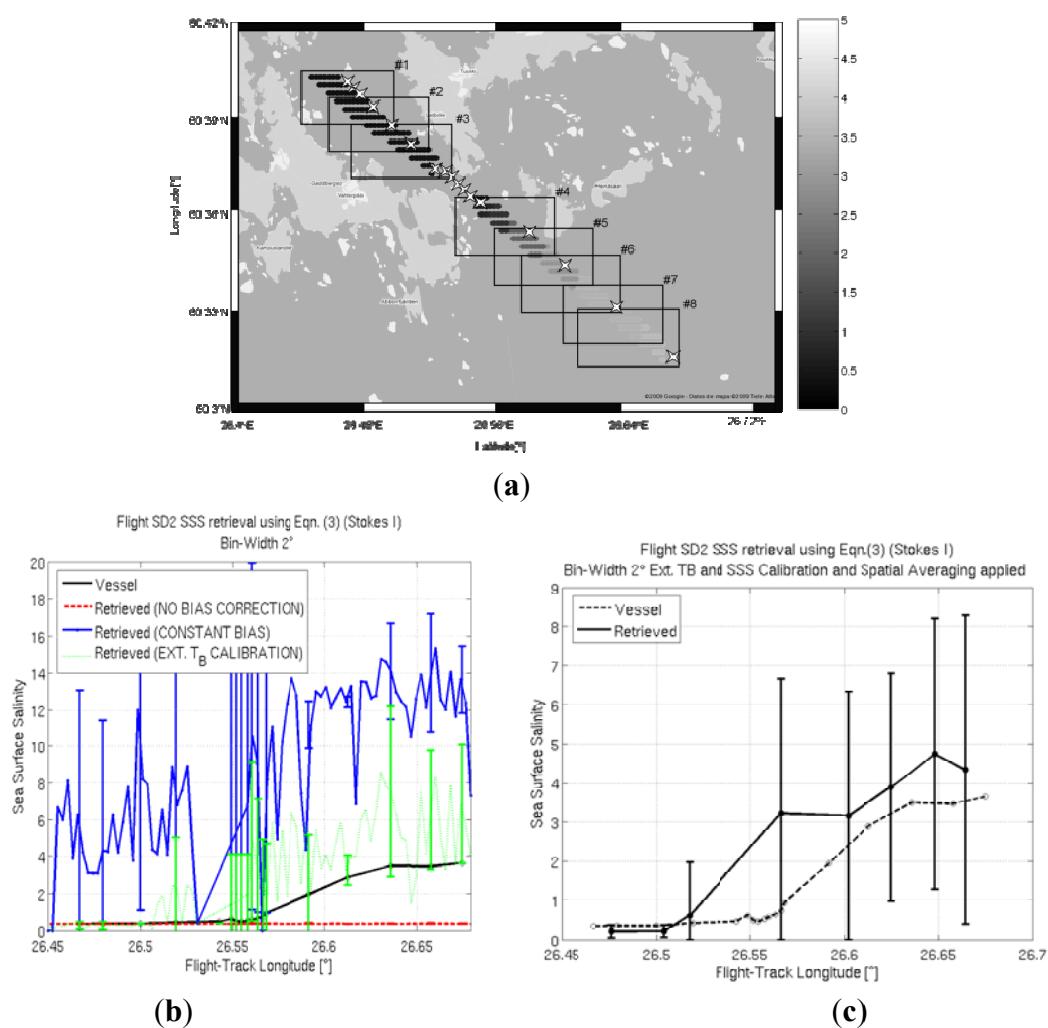 #1
#2
#3
#4
#5
#6
#7
#8
5
4.5
4
3.5
3
2.5
2
1.5
1
0.5
0
Longitude[°]
Latitude[°]
(a)
Flight SD2 SSS retrieval using Eqn. (3) (Stokes I)
Bin-Width 2°
Vessel
Retrieved (NO BIAS CORRECTION)
Retrieved (CONSTANT BIAS)
Retrieved (EXT. T_B CALIBRATION)
Sea Surface Salinity
20
18
16
14
12
10
8
6
4
2
0
26.45 26.5 26.55 26.6 26.65
Flight-Track Longitude [°]
(b)
Flight SD2 SSS retrieval using Eqn.(3) (Stokes I)
Bin-Width 2° Ext. TB and SSS Calibration and Spatial Averaging applied
Vessel
Retrieved
Sea Surface Salinity
9
8
7
6
5
4
3
2
1
0
26.45 26.5 26.55 26.6 26.65 26.7
Flight-Track Longitude [°]
(c)